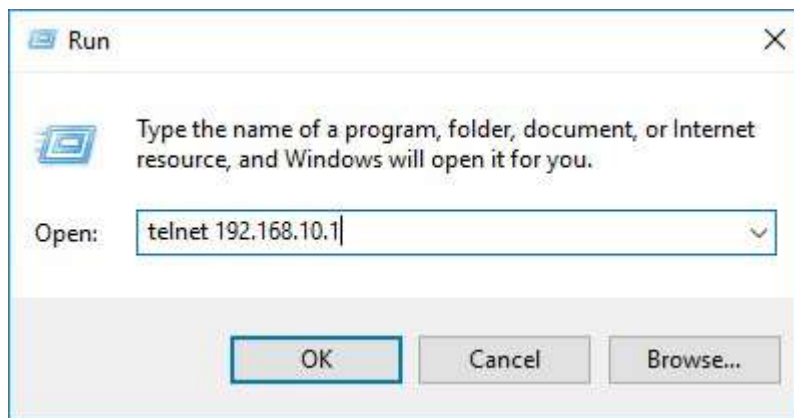 Run
Type the name of a program, folder, document, or Internet
resource, and Windows will open it for you.
Open: telnet 192.168.10.1
OK Cancel Browse...